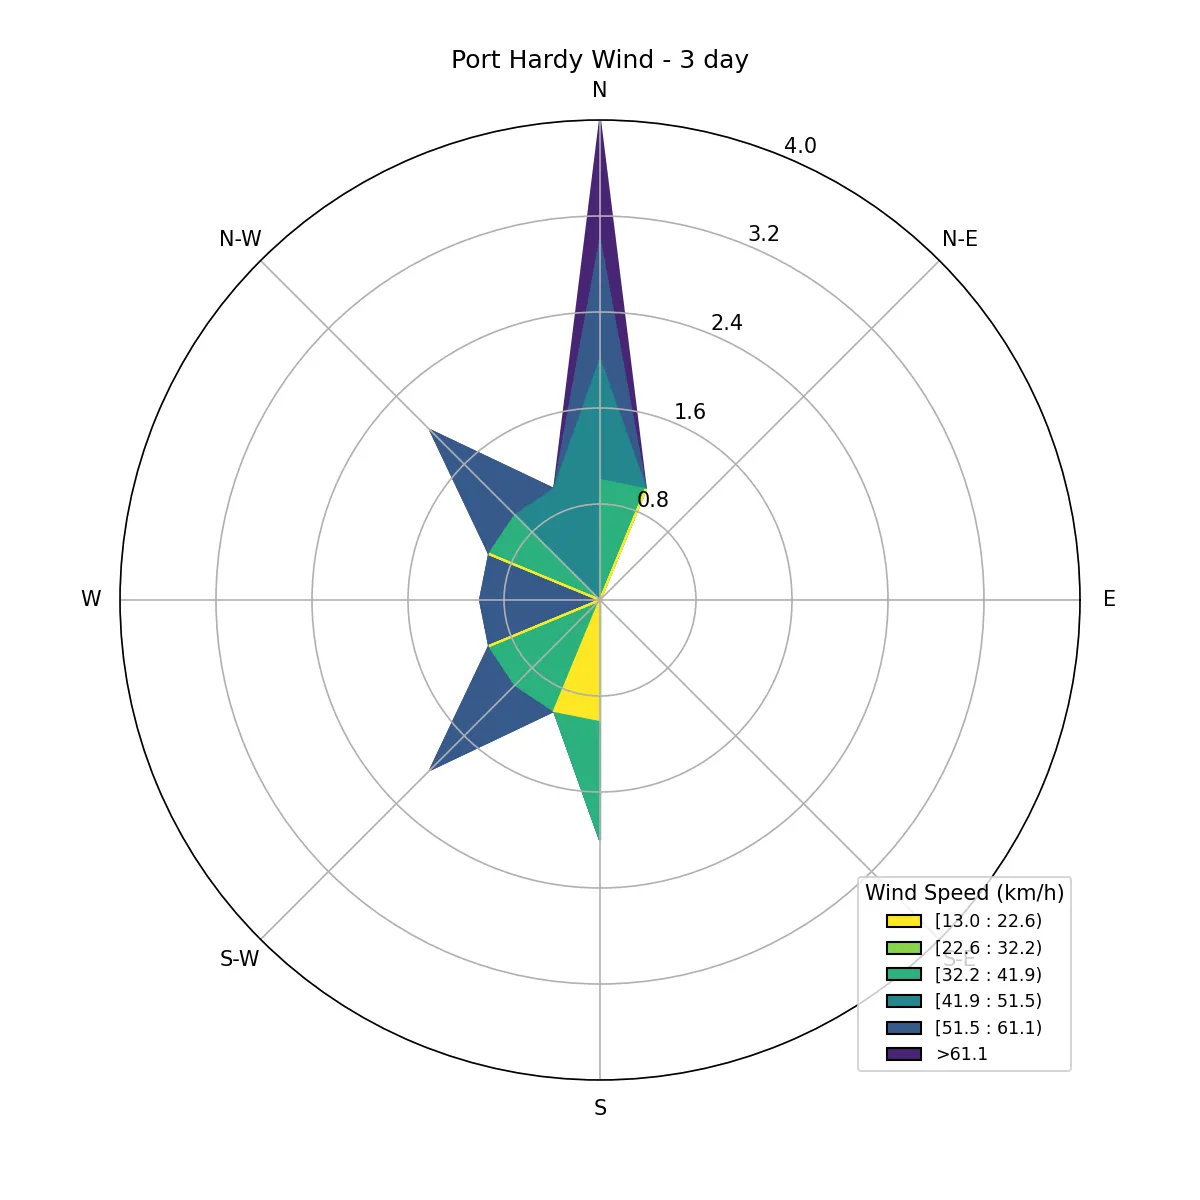 Port Hardy Wind - 3 day
N
4.0
N-W
3.2
N-E
2.4
1.6
0.8
W
E
Wind Speed (km/h)
[13.0 : 22.6)
[22.6 : 32.2)
S-W
S-E
[32.2 : 41.9)
[41.9 : 51.5)
[51.5 : 61.1)
>61.1
S